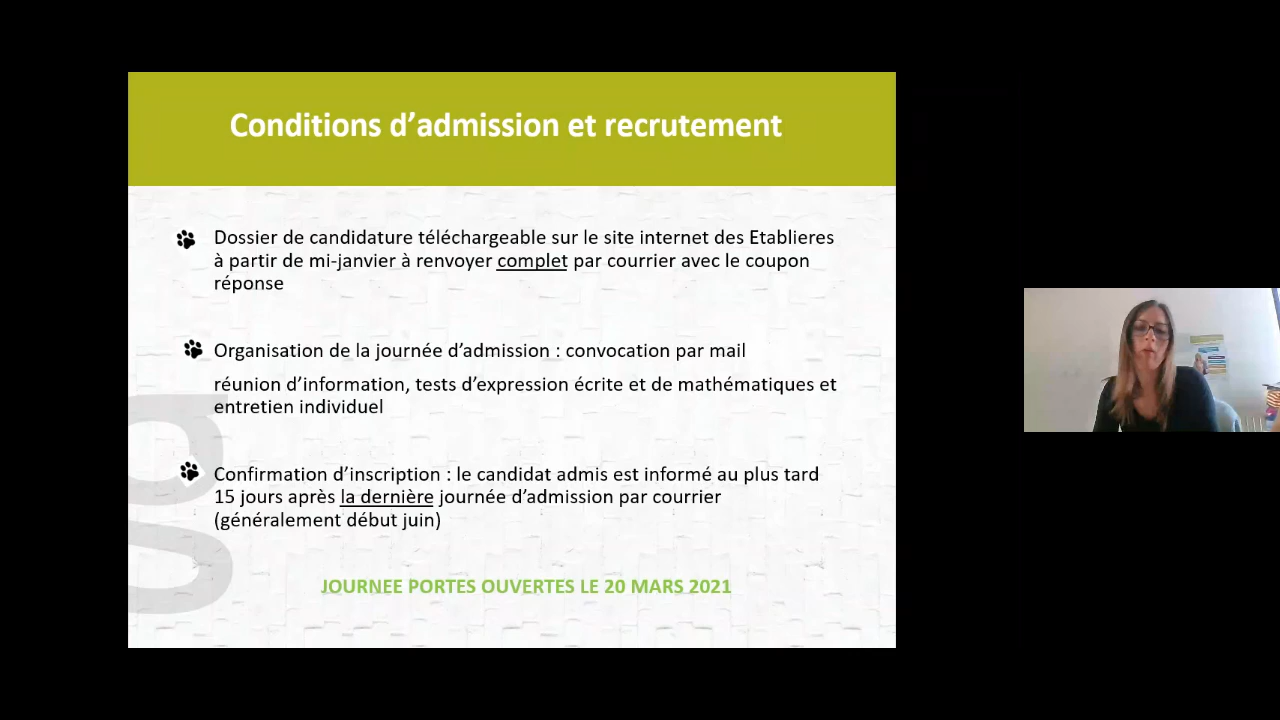 Conditions d'admission et recrutement
Dossier de candidature téléchargeable sur le site internet des Etablieres
à partir de mi-janvier à renvoyer complet par courrier avec le coupon
réponse
Organisation de la journée d'admission : convocation par mail
réunion d'information, tests d'expression écrite et de mathématiques et
entretien individuel
Confirmation d'inscription : le candidat admis est informé au plus tard
15 jours après la dernière journée d'admission par courrier
(généralement début juin)
JOURNEE PORTES OUVERTES LE 20 MARS 2021